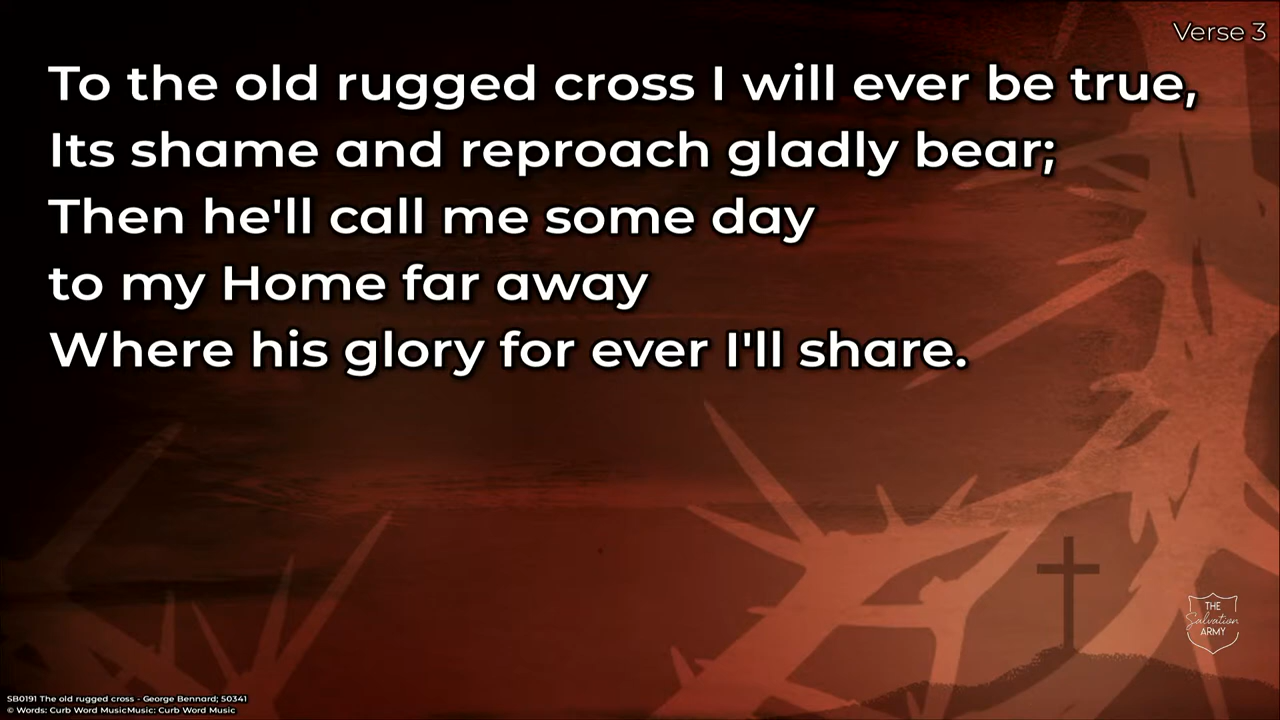 Verse 3
To the old rugged cross I will ever be true,
Its shame and reproach gladly bear;
Then he'll call me some day
to my Home far away
Where his glory for ever I'll share.
THE
Salvation
ARMY
SB0191 The old rugged cross - George Bennard; 50341
© Words: Curb Word MusicMusic: Curb Word Music